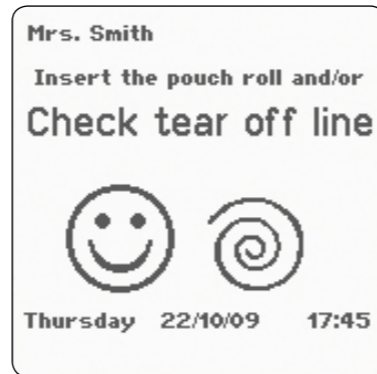 Mrs. Smith
Insert the pouch roll and/or
Check tear off line
Thursday 22/10/09 17:45